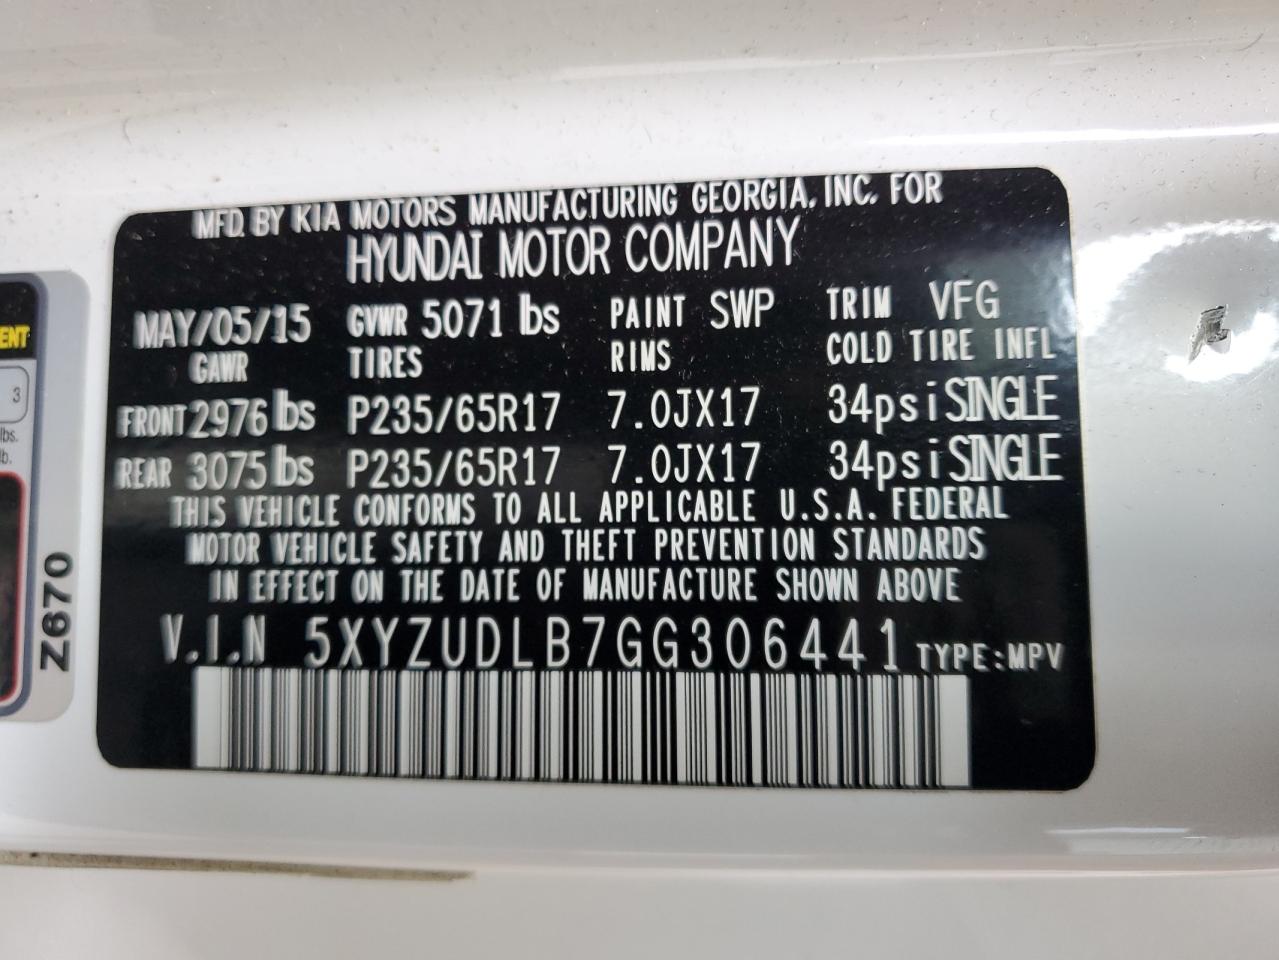 MFD. BY KIA MOTORS MANUFACTURING GEORGIA, INC. FOR
HYUNDAI MOTOR COMPANY
MAY/05/15 GVWR 5071 lbs PAINT SWP TRIM VFG
GAWR TIRES RIMS COLD TIRE INFL
FRONT 2976 lbs P235/65R17 7.0JX17 34psi SINGLE
REAR 3075 lbs P235/65R17 7.0JX17 34psi SINGLE
THIS VEHICLE CONFORMS TO ALL APPLICABLE U.S.A. FEDERAL
MOTOR VEHICLE SAFETY AND THEFT PREVENTION STANDARDS
IN EFFECT ON THE DATE OF MANUFACTURE SHOWN ABOVE
V.I.N 5XYZUDLB7GG306441 TYPE:MPV
3
lbs.
lb.
Z670